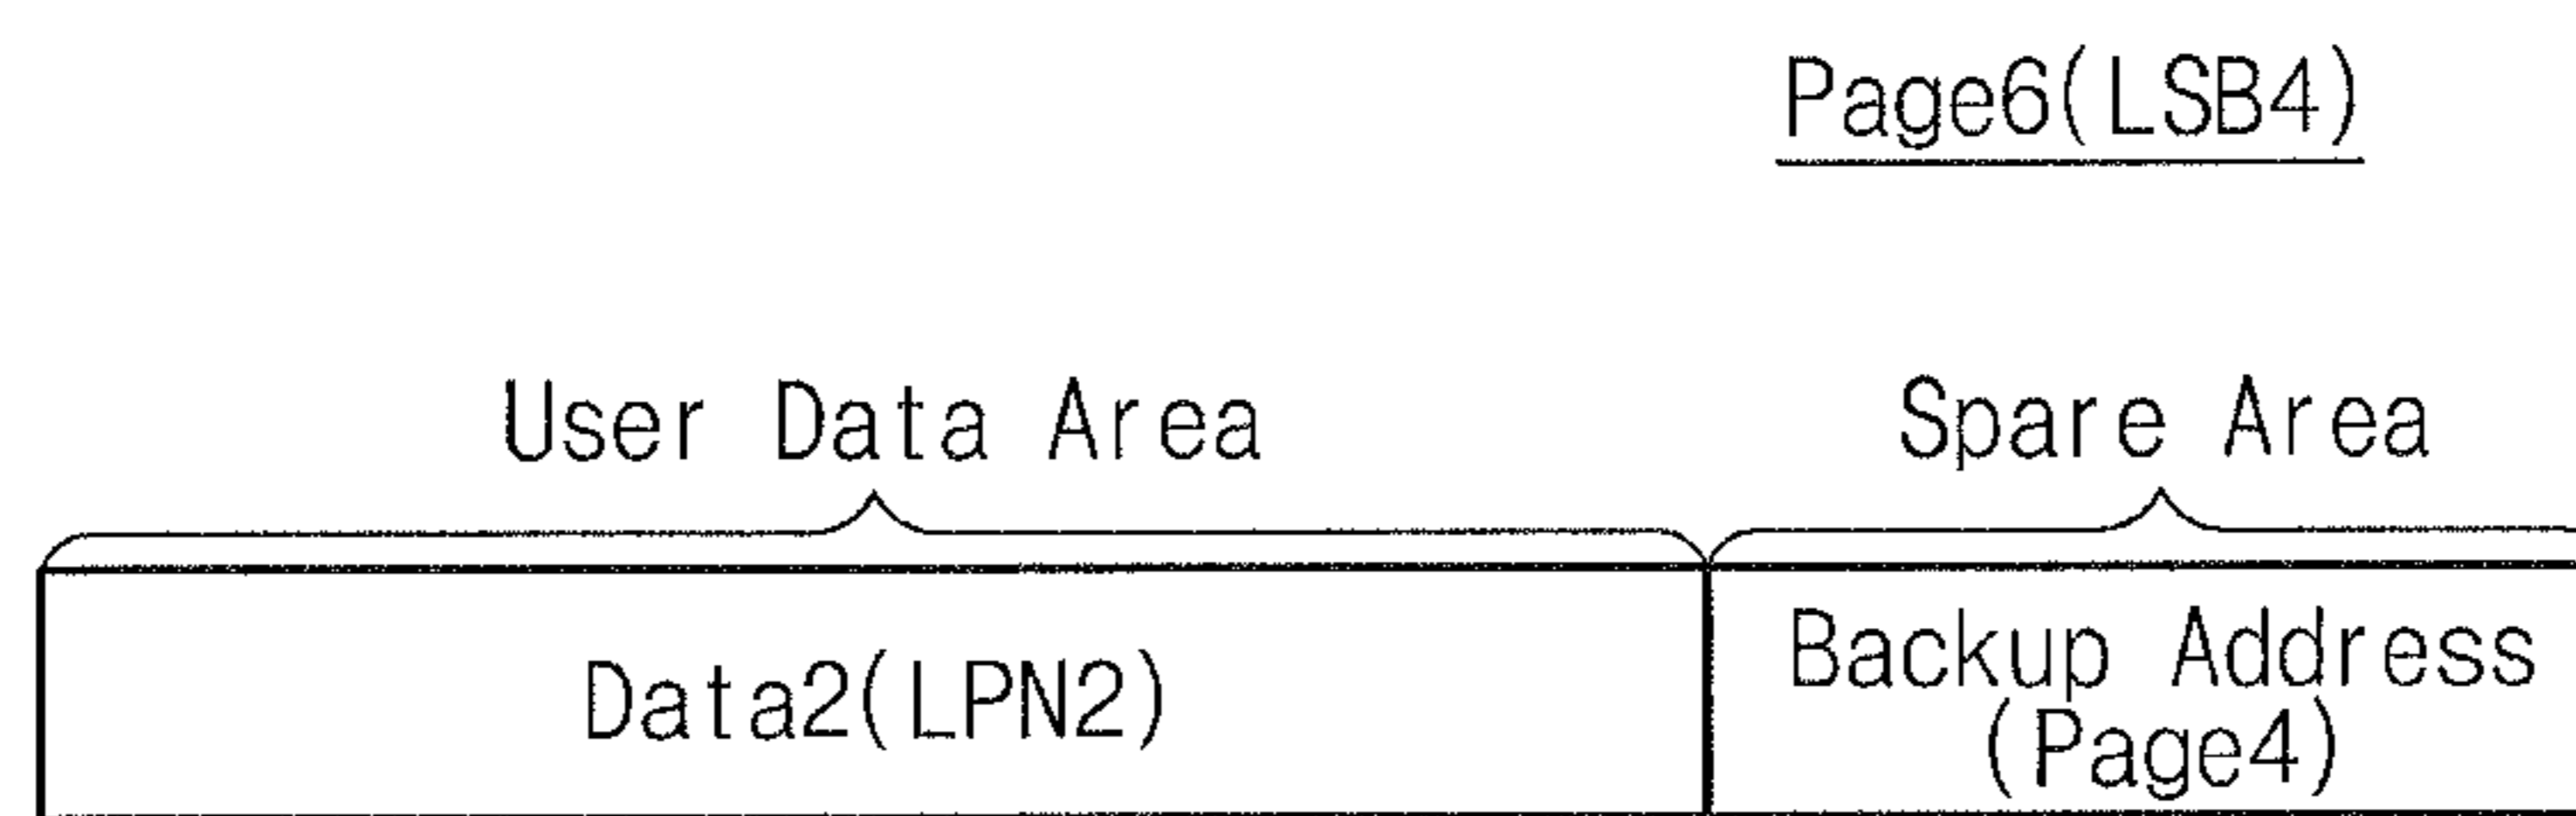 Page6(LSB4)
User Data Area
Spare Area
Data2(LPN2)
Backup Address
(Page4)